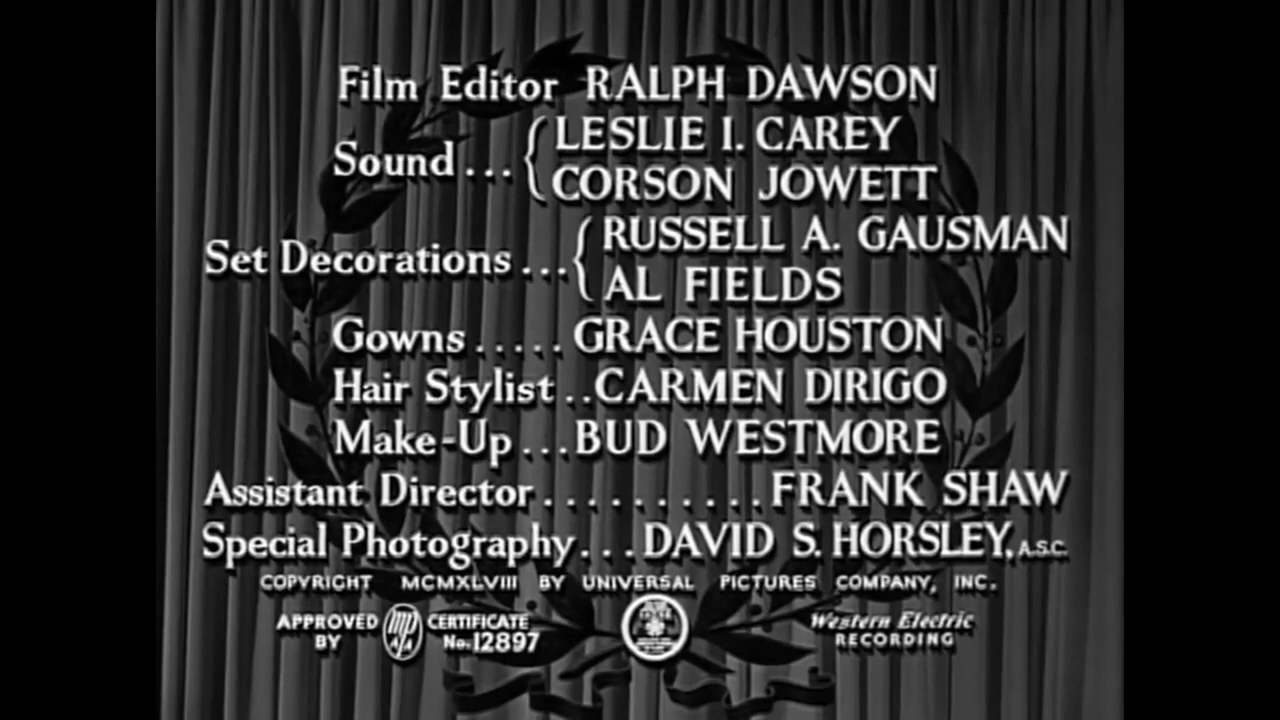 Film Editor RALPH DAWSON
Sound... LESLIE I. CAREY
CORSON JOWETT
Set Decorations... RUSSELL A. GAUSMAN
AL FIELDS
Gowns..... GRACE HOUSTON
Hair Stylist..CARMEN DIRIGO
Make-Up...BUD WESTMORE
Assistant Director..........FRANK SHAW
Special Photography...DAVID S. HORSLEY, A.S.C.
COPYRIGHT MCMXLVIII BY UNIVERSAL PICTURES COMPANY, INC.
APPROVED BY MPAA CERTIFICATE No. 12897
Western Electric
RECORDING